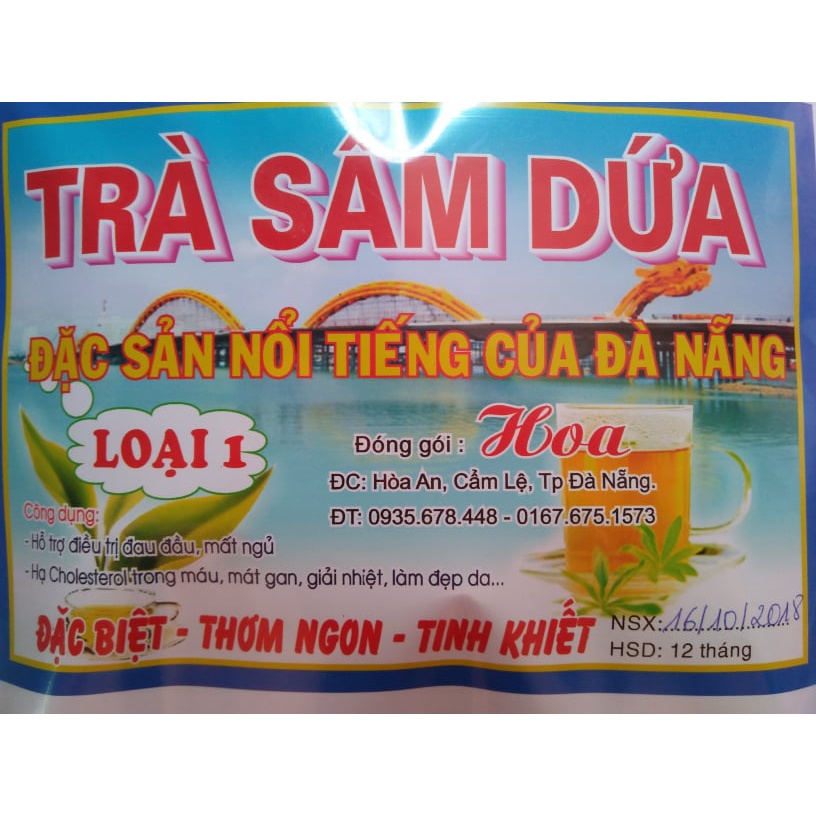 TRÀ SÂM DỨA
ĐẶC SẢN NỔI TIẾNG CỦA ĐÀ NẴNG
LOẠI 1
Đóng gói : Hoa
ĐC: Hòa An, Cẩm Lệ, Tp Đà Nẵng.
ĐT: 0935.678.448 - 0167.675.1573
Công dụng:
- Hỗ trợ điều trị đau đầu, mất ngủ
- Hạ Cholesterol trong máu, mát gan, giải nhiệt, làm đẹp da...
ĐẶC BIỆT - THƠM NGON - TINH KHIẾT
NSX: 16/10/2018
HSD: 12 tháng